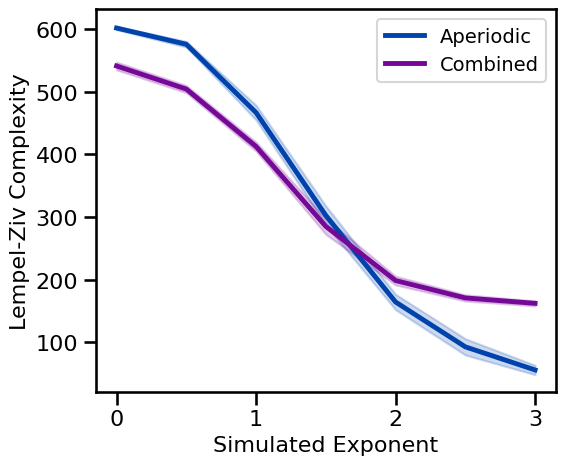 600
500
400
300
200
100
Lempel-Ziv Complexity
Aperiodic
Combined
0 1 2 3
Simulated Exponent